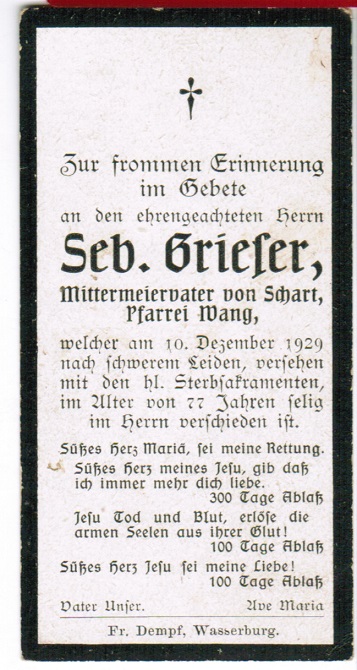 Zur frommen Erinnerung
im Gebete
an den ehrengeachteten Herrn
Seb. Grieser,
Mittermeiervater von Schart,
Pfarrei Wang,
welcher am 10. Dezember 1929
nach schwerem Leiden, versehen
mit den hl. Sterbsakramenten,
im Alter von 77 Jahren selig
im Herrn verschieden ist.
Süßes Herz Mariä, sei meine Rettung.
Süßes Herz meines Jesu, gib daß
ich immer mehr dich liebe.
300 Tage Ablaß
Jesu Tod und Blut, erlöse die
armen Seelen aus ihrer Glut!
100 Tage Ablaß
Süßes Herz Jesu sei meine Liebe!
100 Tage Ablaß
Vater Unser. Ave Maria
Fr. Dempf, Wasserburg.